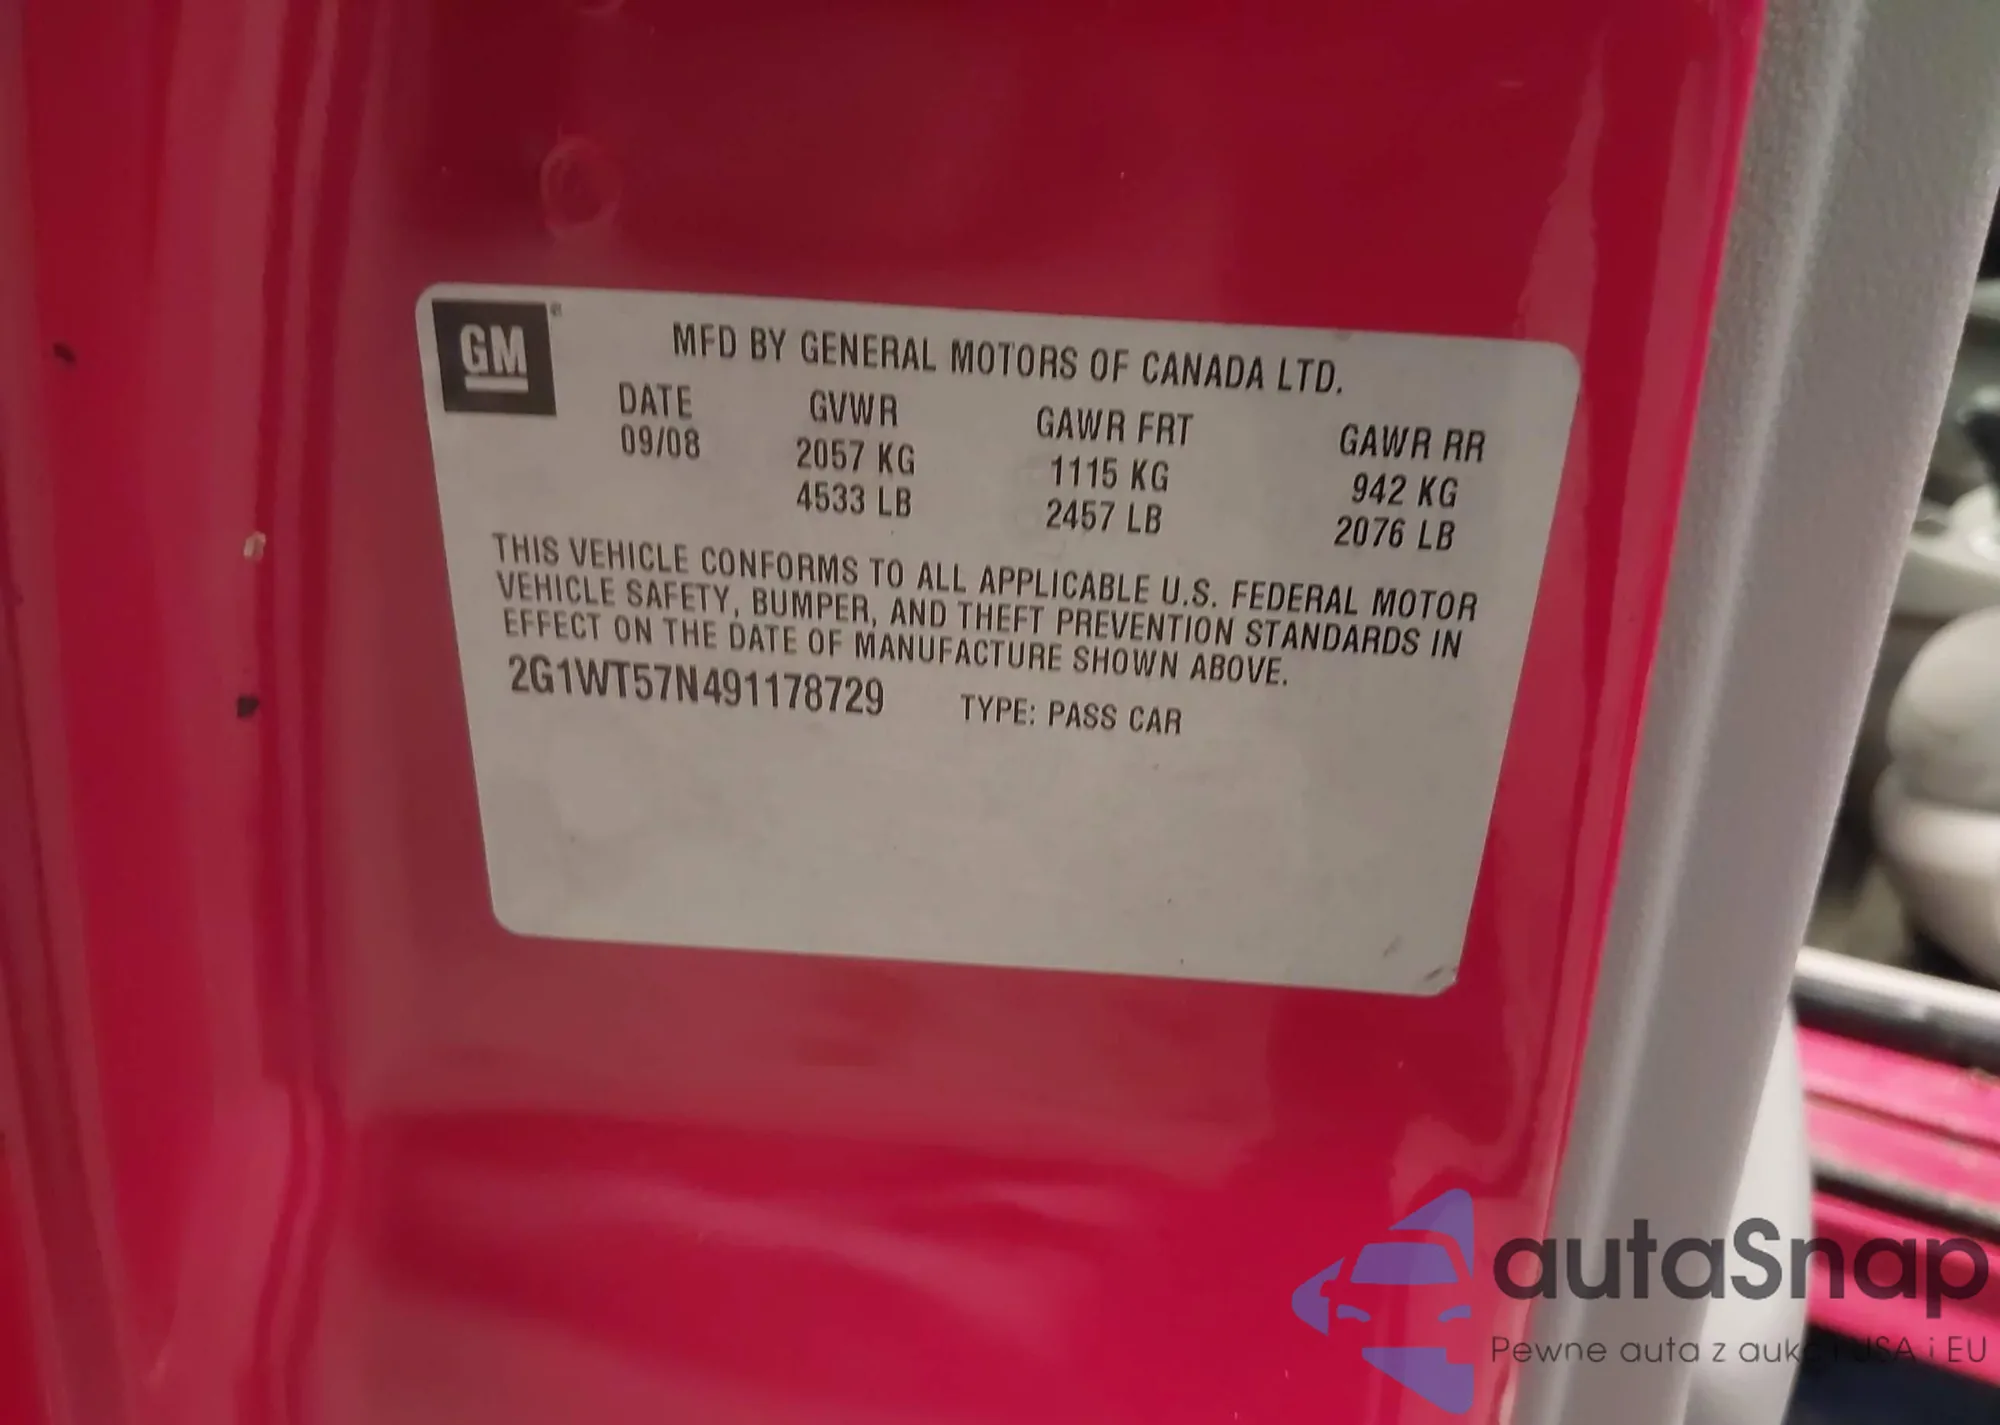 GM
MFD BY GENERAL MOTORS OF CANADA LTD.
DATE GVWR GAWR FRT GAWR RR
09/08 2057 KG 1115 KG 942 KG
4533 LB 2457 LB 2076 LB
THIS VEHICLE CONFORMS TO ALL APPLICABLE U.S. FEDERAL MOTOR
VEHICLE SAFETY, BUMPER, AND THEFT PREVENTION STANDARDS IN
EFFECT ON THE DATE OF MANUFACTURE SHOWN ABOVE.
2G1WT57N491178729 TYPE: PASS CAR
autaSnap
Pewne auta z aukcji USA i EU